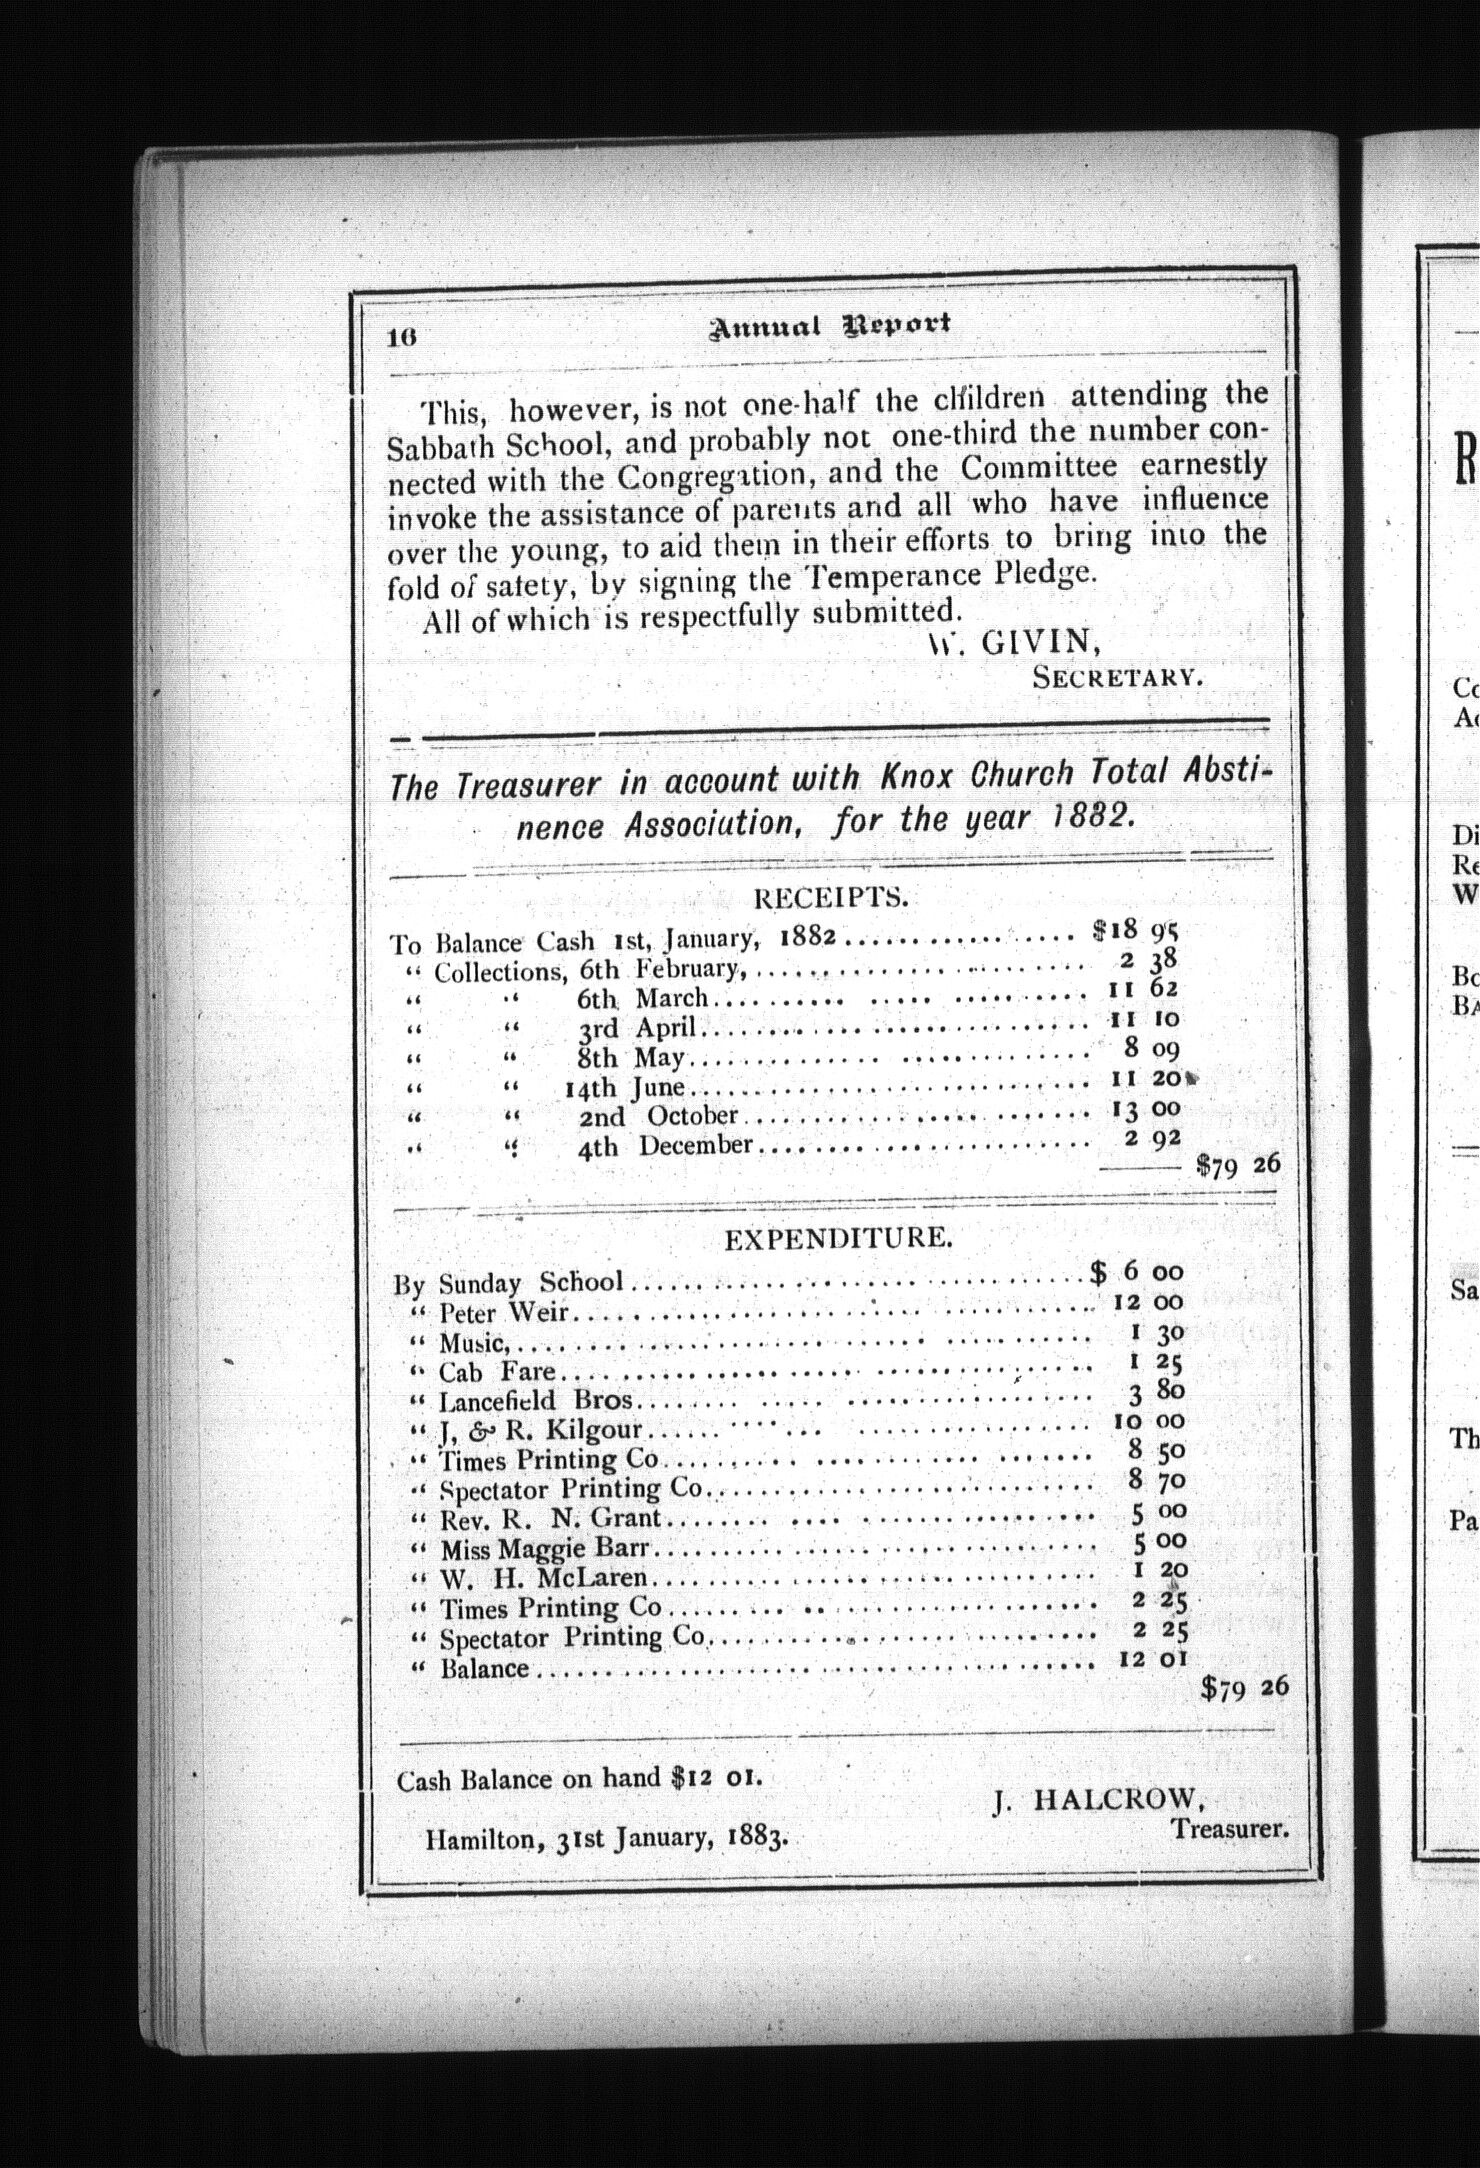 16
Annual Report
This, however, is not one-half the children attending the
Sabbath School, and probably not one-third the number con-
nected with the Congregation, and the Committee earnestly
invoke the assistance of parents and all who have influence
over the young, to aid them in their efforts to bring into the
fold of safety, by signing the Temperance Pledge.
All of which is respectfully submitted.
W. GIVIN,
SECRETARY.
The Treasurer in account with Knox Church Total Absti-
nence Association, for the year 1882.
RECEIPTS.
To Balance Cash 1st, January, 1882 .................. $18 95
" Collections, 6th February, .................. 2 38
" " 6th March .................. 11 62
" " 3rd April .................. 11 10
" " 8th May .................. 8 09
" " 14th June .................. 11 20
" " 2nd October .................. 13 00
" " 4th December .................. 2 92
$79 26
EXPENDITURE.
By Sunday School .................. $ 6 00
" Peter Weir .................. 12 00
" Music, .................. 1 30
" Cab Fare .................. 1 25
" Lancefield Bros .................. 3 80
" J, & R. Kilgour .................. 10 00
" Times Printing Co .................. 8 50
" Spectator Printing Co .................. 8 70
" Rev. R. N. Grant .................. 5 00
" Miss Maggie Barr .................. 5 00
" W. H. McLaren .................. 1 20
" Times Printing Co .................. 2 25
" Spectator Printing Co .................. 2 25
" Balance .................. 12 01
$79 26
Cash Balance on hand $12 01.
J. HALCROW,
Treasurer.
Hamilton, 31st January, 1883.
R
Co
Ac
Di
Re
W
Bo
BA
Sa
Th
Pa